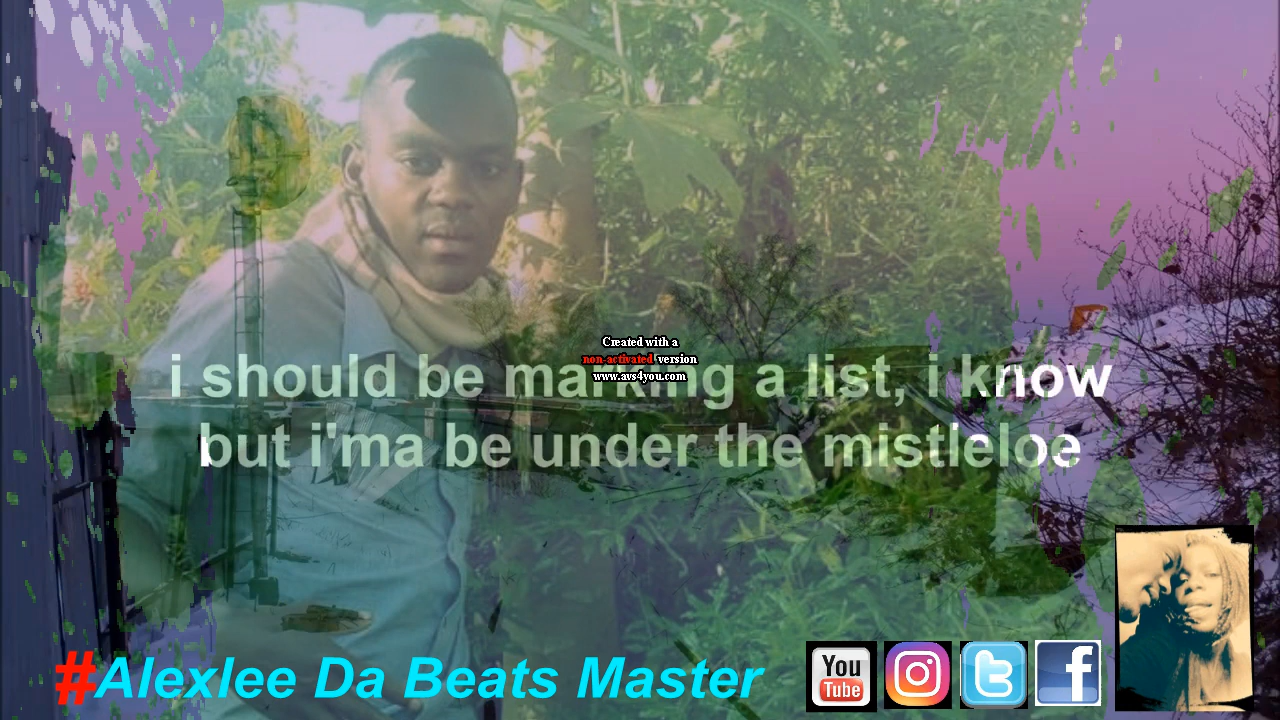 Created with a
non-activated version
www.avs4you.com
i should be marking a list, i know
but i'ma be under the mistleloe
#Alexlee Da Beats Master
You
Tube
t
f